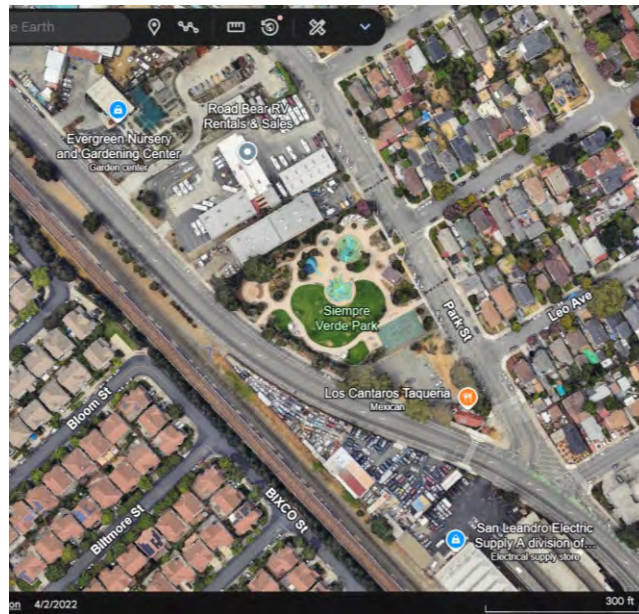 e Earth
Road Bear RV
Rentals & Sales
Evergreen Nursery
and Gardening Center
Garden center
Siempre
Verde Park
Park St
Leo Ave
Los Cantaros Taqueria
Mexican
Bloom St
Biltmore St
BIXCO St
San Leandro Electric
Supply A division of...
Electrical supply store
on 4/2/2022
300 ft